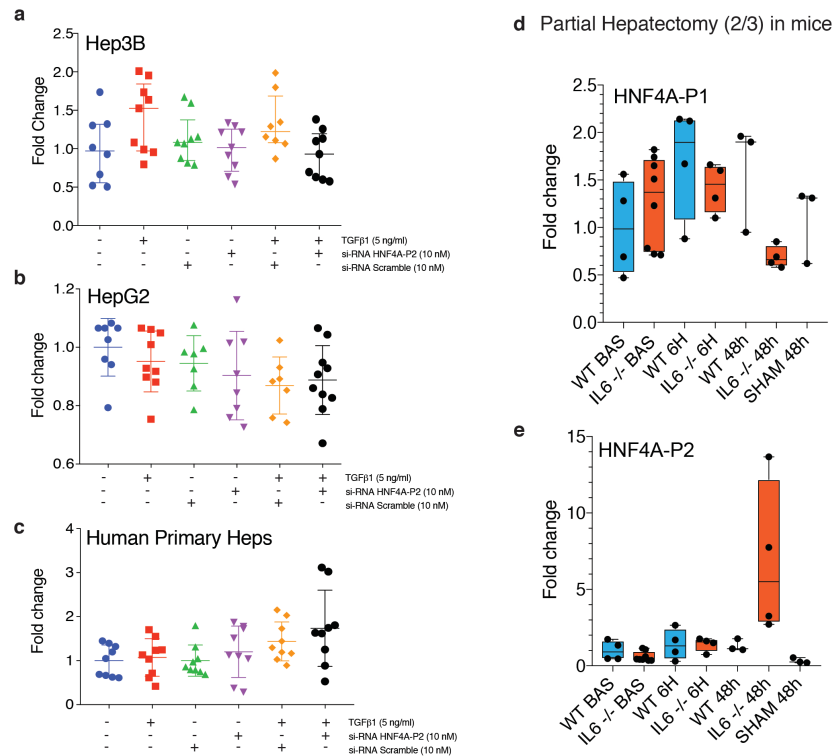 a
Hep3B
Fold Change
2.5
2.0
1.5
1.0
0.5
0.0
- + - - + + TGFβ1 (5 ng/ml)
- - - + - + si-RNA HNF4A-P2 (10 nM)
- - + - + - si-RNA Scramble (10 nM)
b
HepG2
Fold change
1.2
1.0
0.8
0.6
- + - - + + TGFβ1 (5 ng/ml)
- - - + - + si-RNA HNF4A-P2 (10 nM)
- - + - + - si-RNA Scramble (10 nM)
c
Human Primary Heps
Fold change
4
3
2
1
0
- + - - + + TGFβ1 (5 ng/ml)
- - - + - + si-RNA HNF4A-P2 (10 nM)
- - + - + - si-RNA Scramble (10 nM)
d Partial Hepatectomy (2/3) in mice
HNF4A-P1
Fold change
2.5
2.0
1.5
1.0
0.5
0.0
WT BAS
IL6 -/- BAS
WT 6H
IL6 -/- 6H
WT 48h
IL6 -/- 48h
SHAM 48h
e
HNF4A-P2
Fold change
15
10
5
0
WT BAS
IL6 -/- BAS
WT 6H
IL6 -/- 6H
WT 48h
IL6 -/- 48h
SHAM 48h